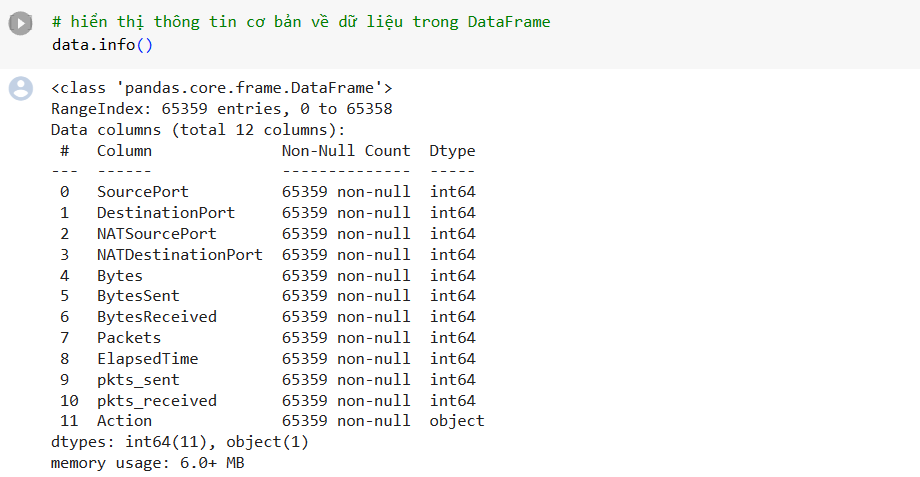 # hiển thị thông tin cơ bản về dữ liệu trong DataFrame
data.info()
<class 'pandas.core.frame.DataFrame'>
RangeIndex: 65359 entries, 0 to 65358
Data columns (total 12 columns):
 #   Column              Non-Null Count  Dtype
---  ------              --------------  -----
 0   SourcePort          65359 non-null  int64
 1   DestinationPort     65359 non-null  int64
 2   NATSourcePort       65359 non-null  int64
 3   NATDestinationPort  65359 non-null  int64
 4   Bytes               65359 non-null  int64
 5   BytesSent           65359 non-null  int64
 6   BytesReceived       65359 non-null  int64
 7   Packets             65359 non-null  int64
 8   ElapsedTime         65359 non-null  int64
 9   pkts_sent           65359 non-null  int64
 10  pkts_received       65359 non-null  int64
 11  Action              65359 non-null  object
dtypes: int64(11), object(1)
memory usage: 6.0+ MB